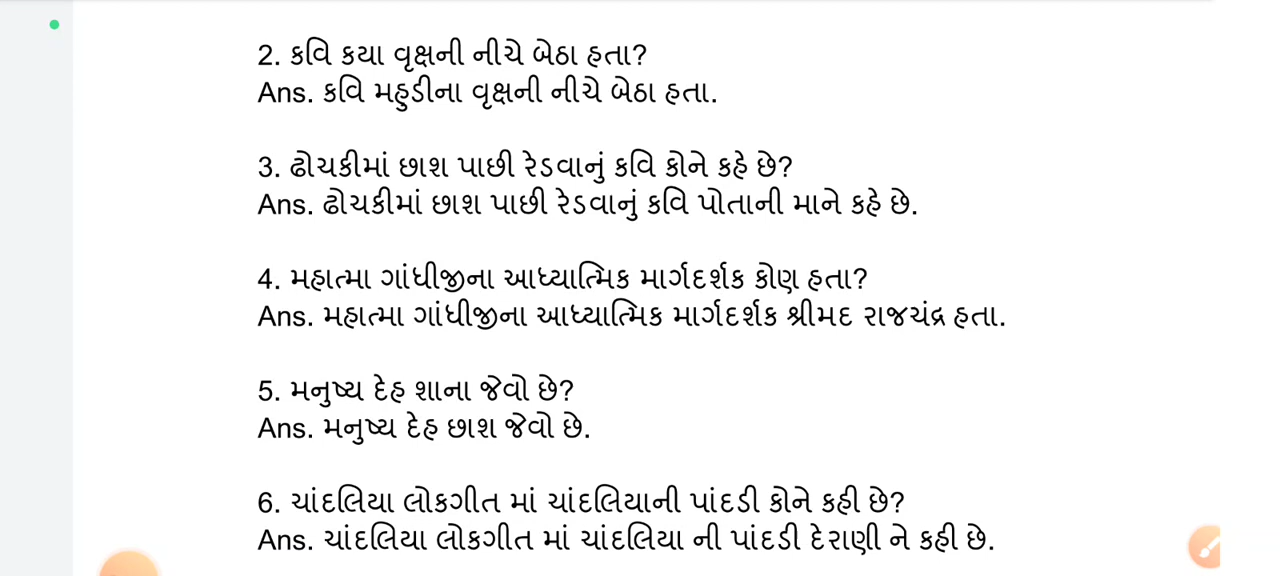 2. કવિ કયા વૃક્ષની નીચે બેઠા હતા?
Ans. કવિ મહુડીના વૃક્ષની નીચે બેઠા હતા.
3. ઢોચકીમાં છાશ પાછી રેડવાનું કવિ કોને કહે છે?
Ans. ઢોચકીમાં છાશ પાછી રેડવાનું કવિ પોતાની માને કહે છે.
4. મહાત્મા ગાંધીજીના આધ્યાત્મિક માર્ગદર્શક કોણ હતા?
Ans. મહાત્મા ગાંધીજીના આધ્યાત્મિક માર્ગદર્શક શ્રીમદ રાજચંદ્ર હતા.
5. મનુષ્ય દેહ શાના જેવો છે?
Ans. મનુષ્ય દેહ છાશ જેવો છે.
6. ચાંદલિયા લોકગીત માં ચાંદલિયાની પાંદડી કોને કહી છે?
Ans. ચાંદલિયા લોકગીત માં ચાંદલિયા ની પાંદડી દેરાણી ને કહી છે.